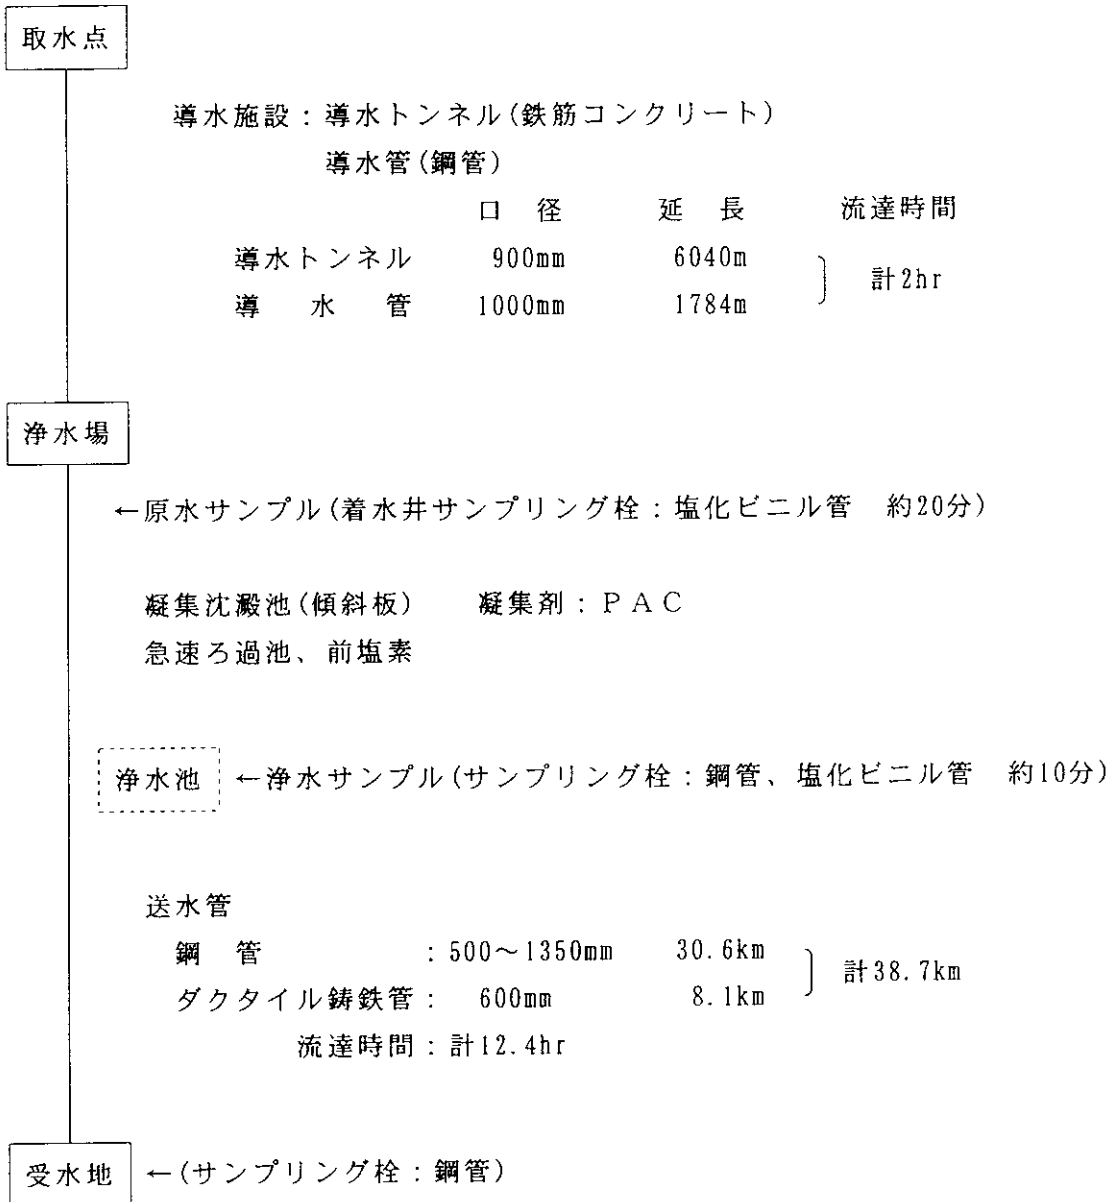 取水点
導水施設：導水トンネル(鉄筋コンクリート)
導水管(鋼管)
口　径　延　長　流達時間
導水トンネル　900mm　6040m
計2hr
導　水　管　1000mm　1784m
浄水場
←原水サンプル(着水井サンプリング栓：塩化ビニル管　約20分)
凝集沈澱池(傾斜板)　凝集剤：ＰＡＣ
急速ろ過池、前塩素
浄水池　←浄水サンプル(サンプリング栓：鋼管、塩化ビニル管　約10分)
送水管
鋼　管　：500～1350mm　30.6km
計38.7km
ダクタイル鋳鉄管：　600mm　8.1km
流達時間：計12.4hr
受水地　←(サンプリング栓：鋼管)